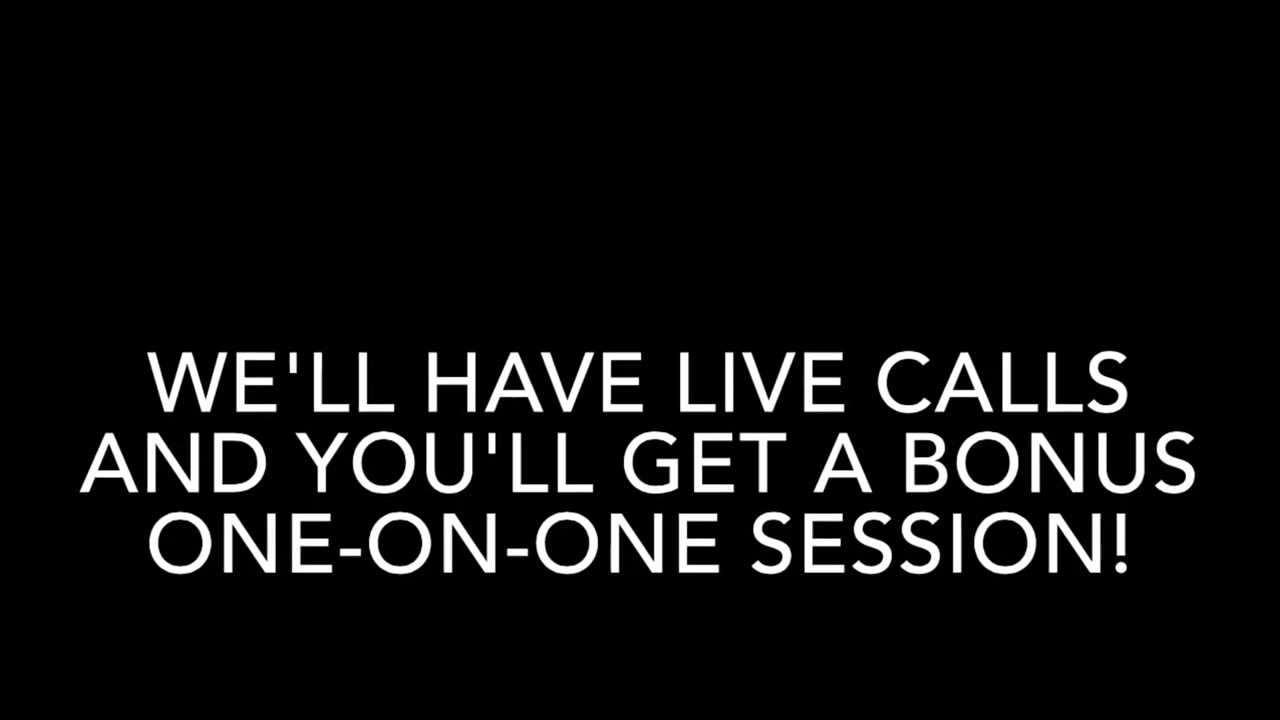 WE'LL HAVE LIVE CALLS
AND YOU'LL GET A BONUS
ONE-ON-ONE SESSION!